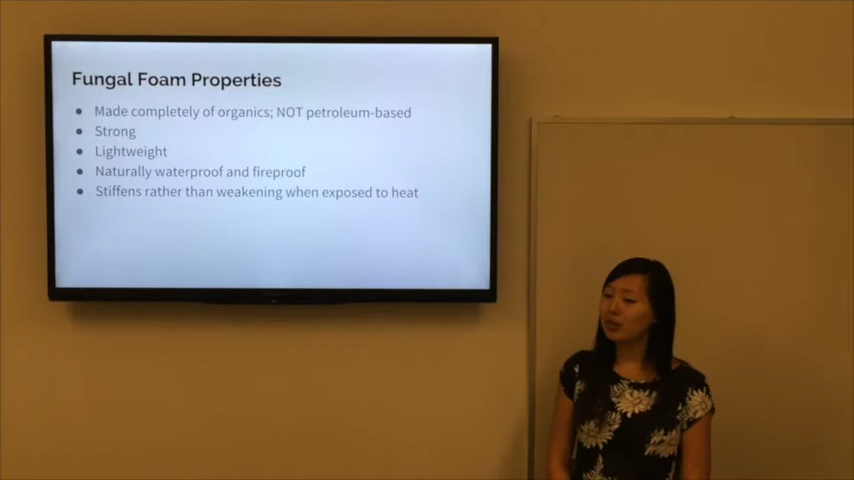 Fungal Foam Properties
● Made completely of organics; NOT petroleum-based
● Strong
● Lightweight
● Naturally waterproof and fireproof
● Stiffens rather than weakening when exposed to heat